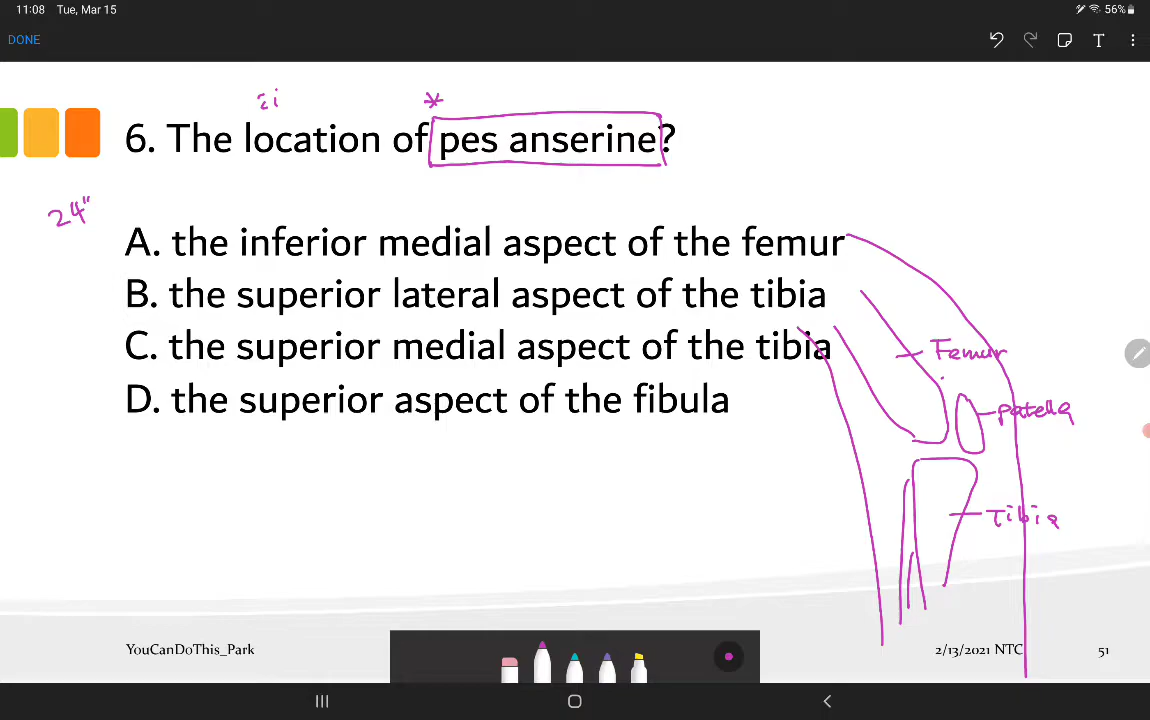 11:08 Tue, Mar 15
56%
DONE
T
*
6. The location of pes anserine?
24"
A. the inferior medial aspect of the femur
B. the superior lateral aspect of the tibia
C. the superior medial aspect of the tibia
D. the superior aspect of the fibula
Femur
Patella
Tibia
YouCanDoThis_Park
2/13/2021 NTC
51